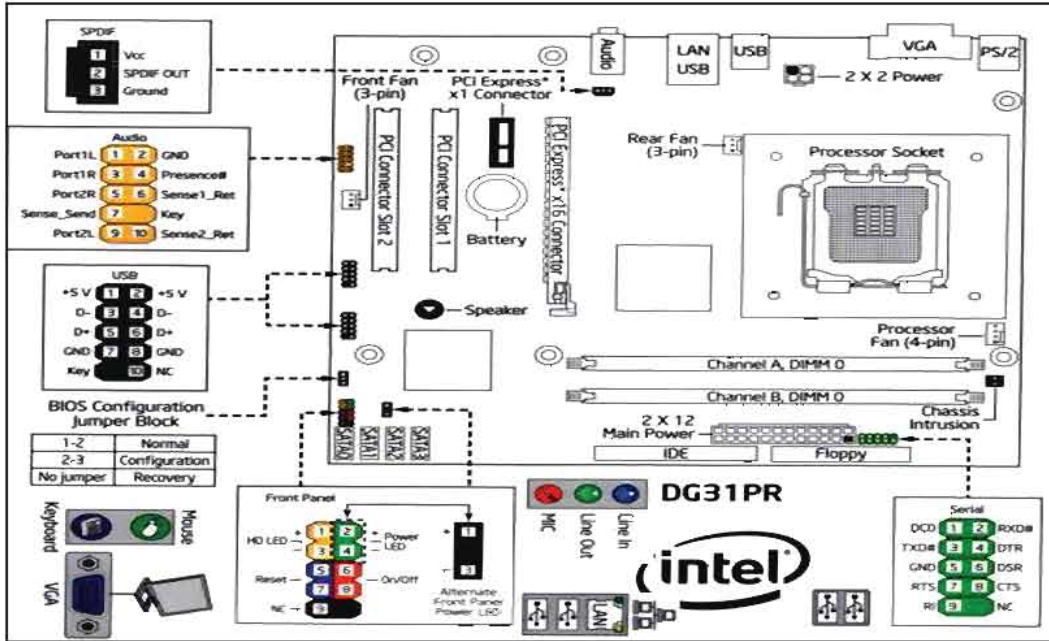 SPDIF
1 Vcc
2 SPDIF OUT
3 Ground
Audio
Port1L 1 2 GND
Port1R 3 4 Presence#
Port2R 5 6 Sense1_Ret
Sense_Send 7 Key
Port2L 9 10 Sense2_Ret
USB
+5 V 1 2 +5 V
D- 3 4 D-
D+ 5 6 D+
GND 7 8 GND
Key 10 NC
BIOS Configuration
Jumper Block
1-2 Normal
2-3 Configuration
No jumper Recovery
Keyboard
Mouse
VGA
Front Fan
(3-pin)
PCI Express*
x1 Connector
Audio
LAN
USB
USB
VGA
PS/2
2 X 2 Power
Rear Fan
(3-pin)
Processor Socket
PCI Connector Slot 2
PCI Connector Slot 1
PCI Express* x16 Connector
Battery
Speaker
Processor
Fan (4-pin)
Channel A, DIMM 0
Channel B, DIMM 0
Chassis
Intrusion
2 X 12
Main Power
IDE
Floppy
SATA0
SATA1
SATA2
SATA3
Front Panel
HD LED + - 1 2 3 4 + - Power
LED
Reset 5 6 7 8 On/Off
NC 9
+ 1
- 3
Alternate
Front Panel
Power LED
MIC
Line Out
Line In
DG31PR
intel
LAN
Serial
DCD 1 2 RXD#
TXD# 3 4 DTR
GND 5 6 DSR
RTS 7 8 CTS
RI 9 NC